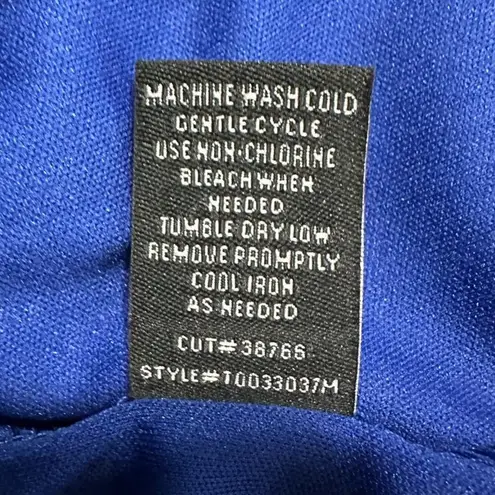 MACHINE WASH COLD
GENTLE CYCLE
USE NON-CHLORINE
BLEACH WHEN
NEEDED
TUMBLE DRY LOW
REMOVE PROMPTLY
COOL IRON
AS NEEDED
CUT# 38766
STYLE#T0033037M